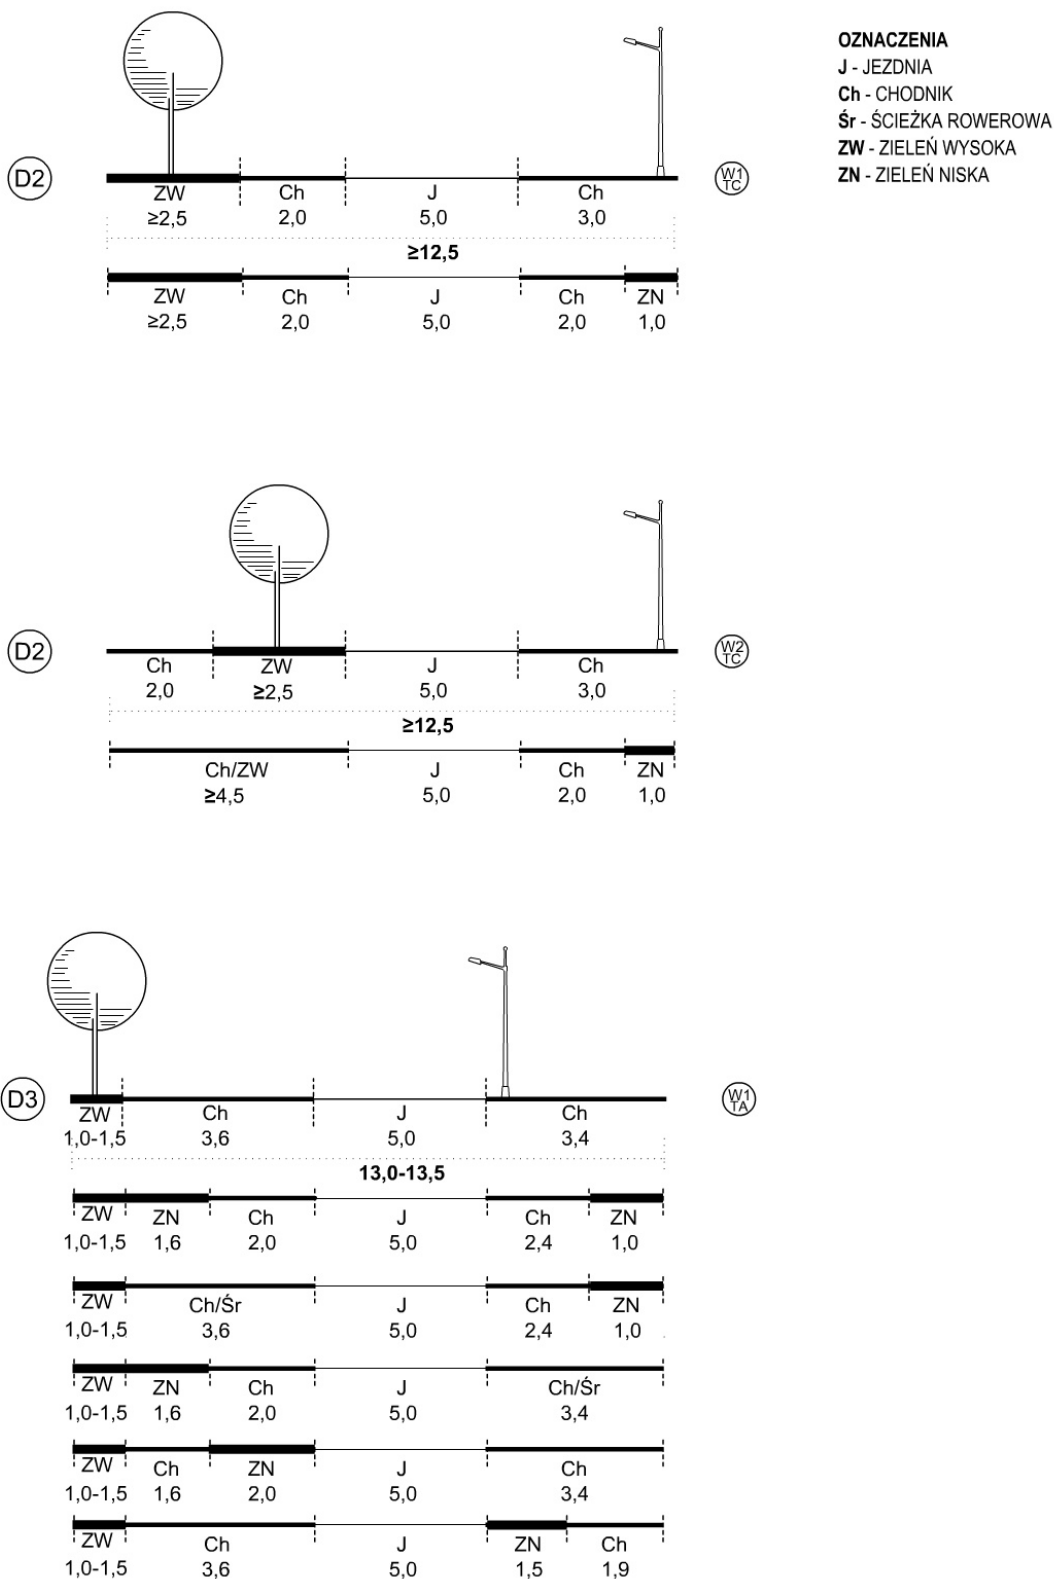 OZNACZENIA
J - JEZDNIA
Ch - CHODNIK
Śr - ŚCIEŻKA ROWEROWA
ZW - ZIELEŃ WYSOKA
ZN - ZIELEŃ NISKA
D2
W1
TC
ZW Ch J Ch
≥2,5 2,0 5,0 3,0
≥12,5
ZW Ch J Ch ZN
≥2,5 2,0 5,0 2,0 1,0
D2
W2
TC
Ch ZW J Ch
2,0 ≥2,5 5,0 3,0
≥12,5
Ch/ZW J Ch ZN
≥4,5 5,0 2,0 1,0
D3
W1
TA
ZW Ch J Ch
1,0-1,5 3,6 5,0 3,4
13,0-13,5
ZW ZN Ch J Ch ZN
1,0-1,5 1,6 2,0 5,0 2,4 1,0
ZW Ch/Śr J Ch ZN
1,0-1,5 3,6 5,0 2,4 1,0
ZW ZN Ch J Ch/Śr
1,0-1,5 1,6 2,0 5,0 3,4
ZW Ch ZN J Ch
1,0-1,5 1,6 2,0 5,0 3,4
ZW Ch J ZN Ch
1,0-1,5 3,6 5,0 1,5 1,9